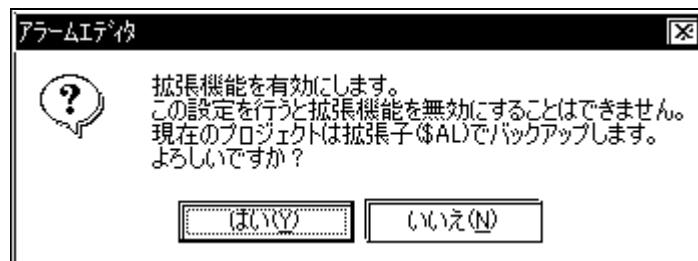 アラームエディタ
拡張機能を有効にします。
この設定を行うと拡張機能を無効にすることはできません。
現在のプロジェクトは拡張子($AL)でバックアップします。
よろしいですか？
はい(Y) いいえ(N)